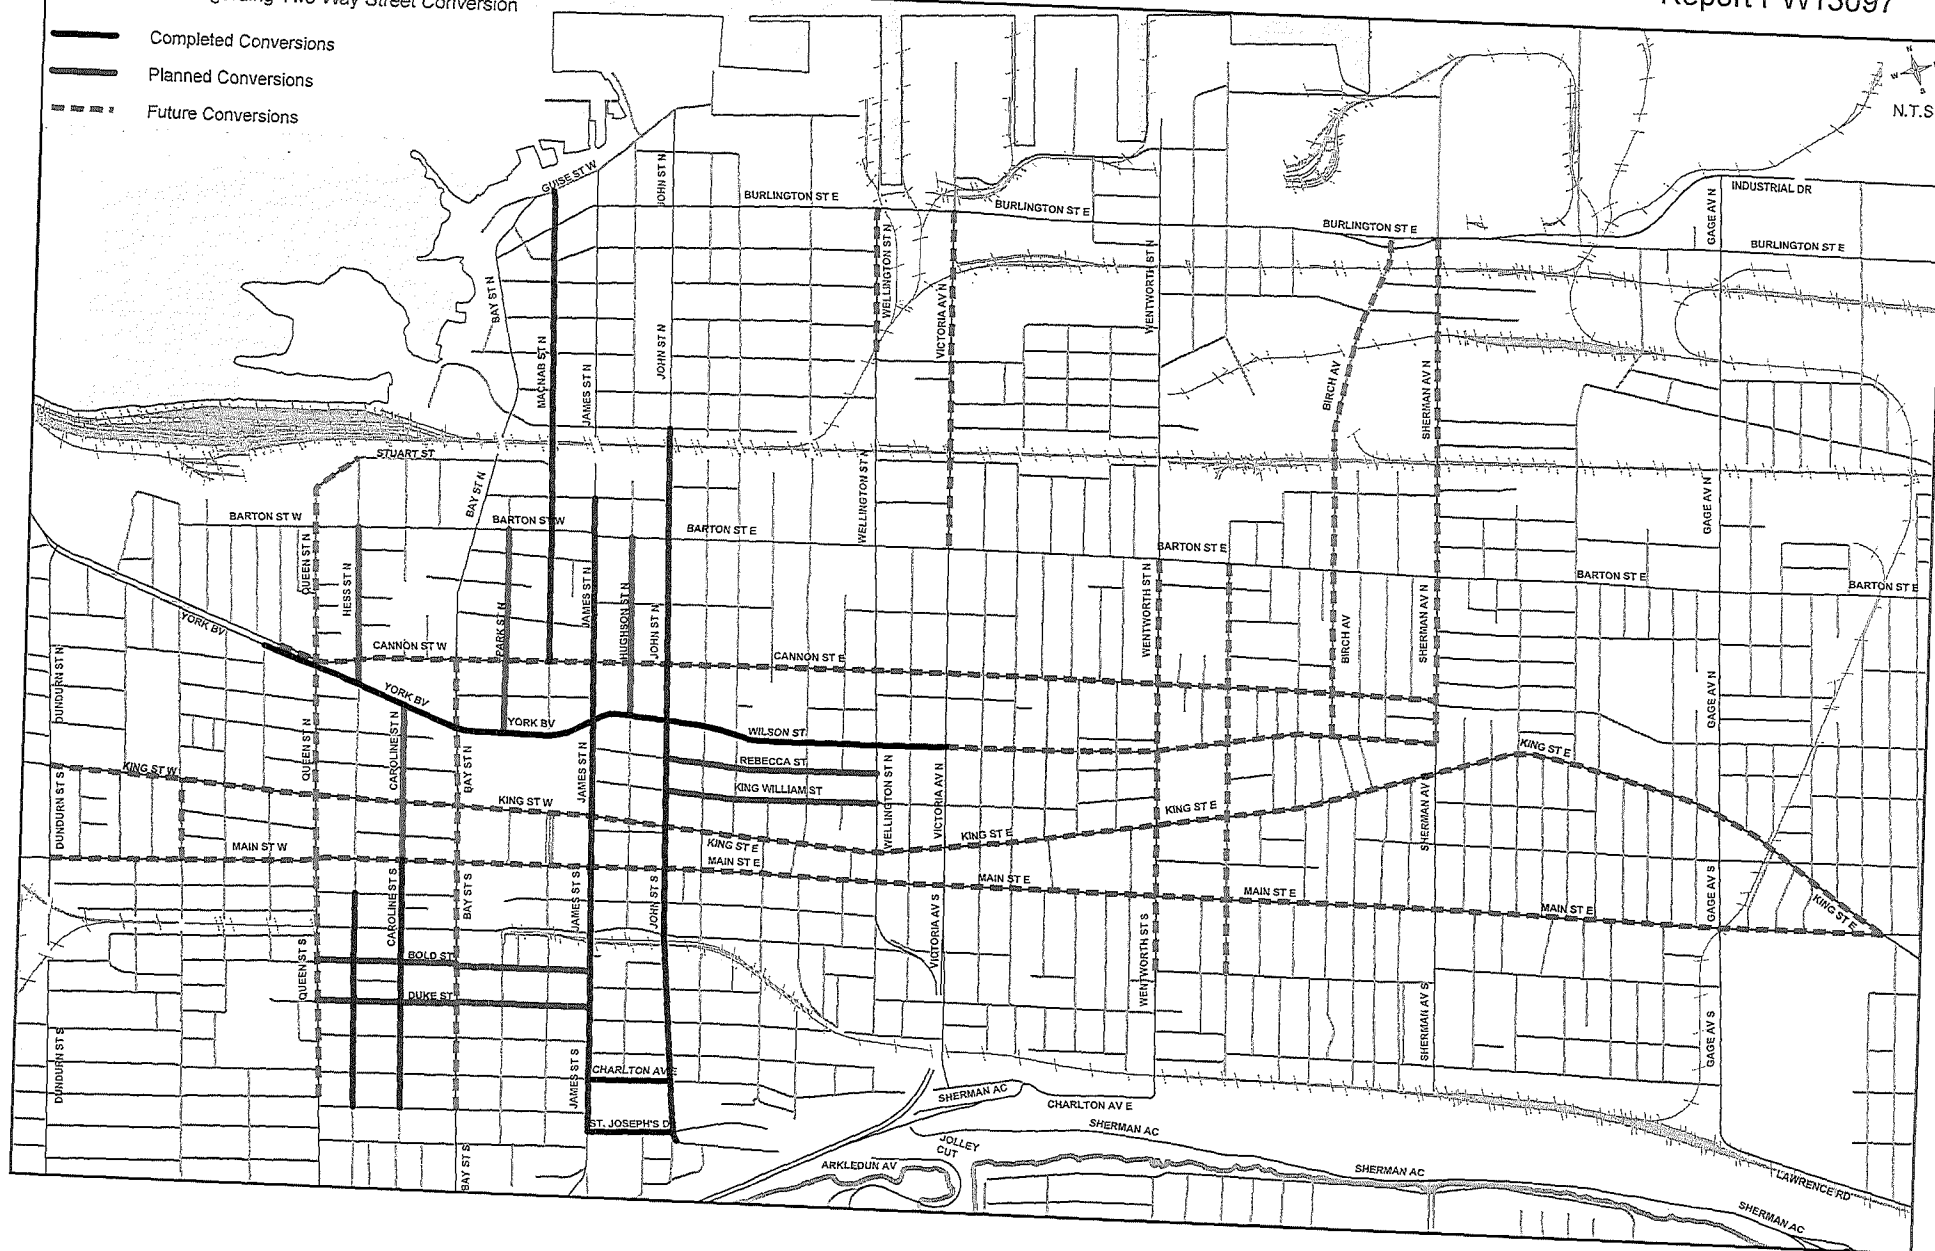 Two Way Street Conversion
Completed Conversions
Planned Conversions
Future Conversions
N
W
S
N.T.S
GUISE ST W
JOHN ST N
BURLINGTON ST E
BURLINGTON ST E
BURLINGTON ST E
INDUSTRIAL DR
GAGE AV N
BURLINGTON ST E
BAY ST N
WELLINGTON ST N
VICTORIA AV N
WENTWORTH ST N
MACNAB ST N
JAMES ST N
JOHN ST N
BIRCH AV
SHERMAN AV N
STUART ST
BAY ST N
WELLINGTON ST N
GAGE AV N
BARTON ST W
BARTON ST W
BARTON ST E
BARTON ST E
BARTON ST E
BARTON ST E
QUEEN ST N
HESS ST N
PARK ST N
JAMES ST N
HUGHSON ST N
JOHN ST N
WENTWORTH ST N
BIRCH AV
SHERMAN AV N
YORK BV
CANNON ST W
CANNON ST E
DUNDURN ST N
GAGE AV N
YORK BV
YORK BV
WILSON ST
QUEEN ST N
CAROLINE ST N
BAY ST N
JAMES ST N
REBECCA ST
KING WILLIAM ST
WELLINGTON ST N
VICTORIA AV N
KING ST E
KING ST W
KING ST W
KING ST E
KING ST E
KING ST E
SHERMAN AV
DUNDURN ST S
MAIN ST W
MAIN ST E
MAIN ST E
MAIN ST E
MAIN ST E
KING ST E
CAROLINE ST S
BAY ST S
JAMES ST S
JOHN ST S
VICTORIA AV S
WENTWORTH ST S
GAGE AV S
QUEEN ST S
BOLD ST
DUKE ST
SHERMAN AV S
GAGE AV S
DUNDURN ST S
JAMES ST S
CHARLTON AV E
SHERMAN AC
CHARLTON AV E
ST. JOSEPH'S D
SHERMAN AC
JOLLEY
CUT
BAY ST S
ARKLEDUN AV
SHERMAN AC
LAWRENCE RD
SHERMAN AC